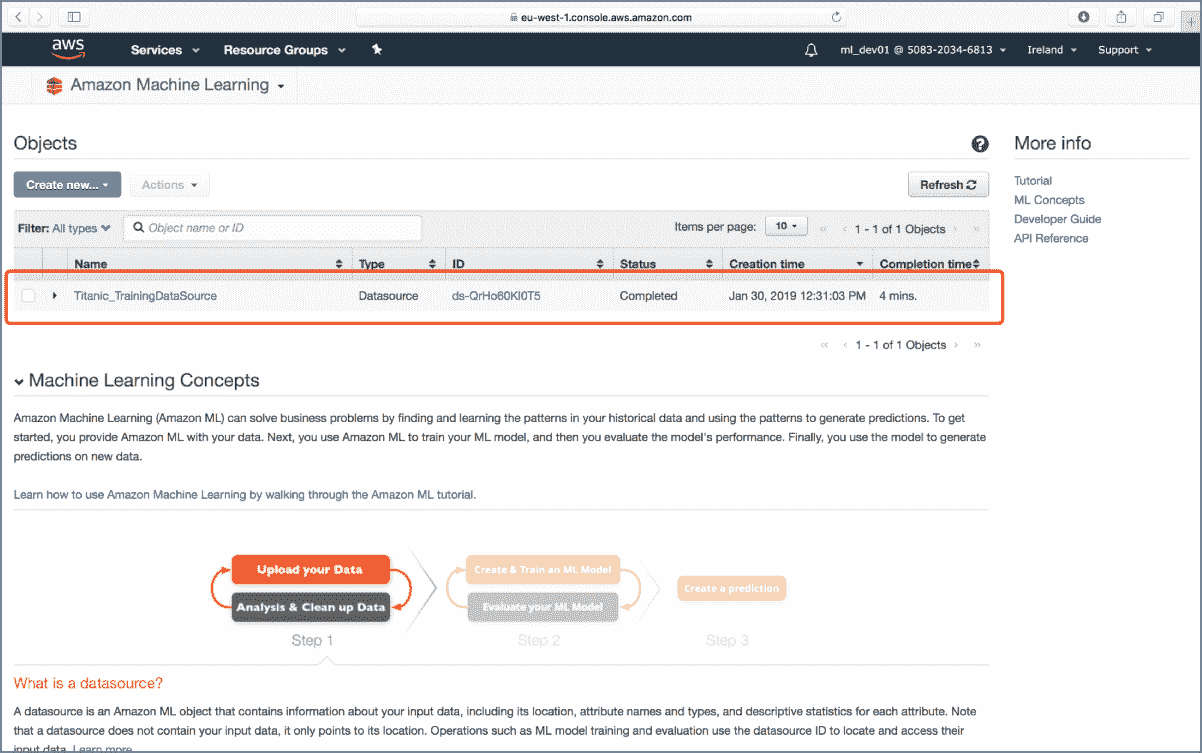 eu-west-1.console.aws.amazon.com
aws Services Resource Groups ml_dev01 @ 5083-2034-6813 Ireland Support
Amazon Machine Learning
Objects
More info
Create new... Actions Refresh
Tutorial
ML Concepts
Developer Guide
API Reference
Filter: All types Object name or ID Items per page: 10 « ‹ 1 - 1 of 1 Objects › »
Name Type ID Status Creation time Completion time
Titanic_TrainingDataSource Datasource ds-QrHo60KI0T5 Completed Jan 30, 2019 12:31:03 PM 4 mins.
« ‹ 1 - 1 of 1 Objects › »
Machine Learning Concepts
Amazon Machine Learning (Amazon ML) can solve business problems by finding and learning the patterns in your historical data and using the patterns to generate predictions. To get
started, you provide Amazon ML with your data. Next, you use Amazon ML to train your ML model, and then you evaluate the model's performance. Finally, you use the model to generate
predictions on new data.
Learn how to use Amazon Machine Learning by walking through the Amazon ML tutorial.
Upload your Data Create & Train an ML Model
Create a prediction
Analysis & Clean up Data Evaluate your ML Model
Step 1 Step 2 Step 3
What is a datasource?
A datasource is an Amazon ML object that contains information about your input data, including its location, attribute names and types, and descriptive statistics for each attribute. Note
that a datasource does not contain your input data, it only points to its location. Operations such as ML model training and evaluation use the datasource ID to locate and access their
input data. Learn more.